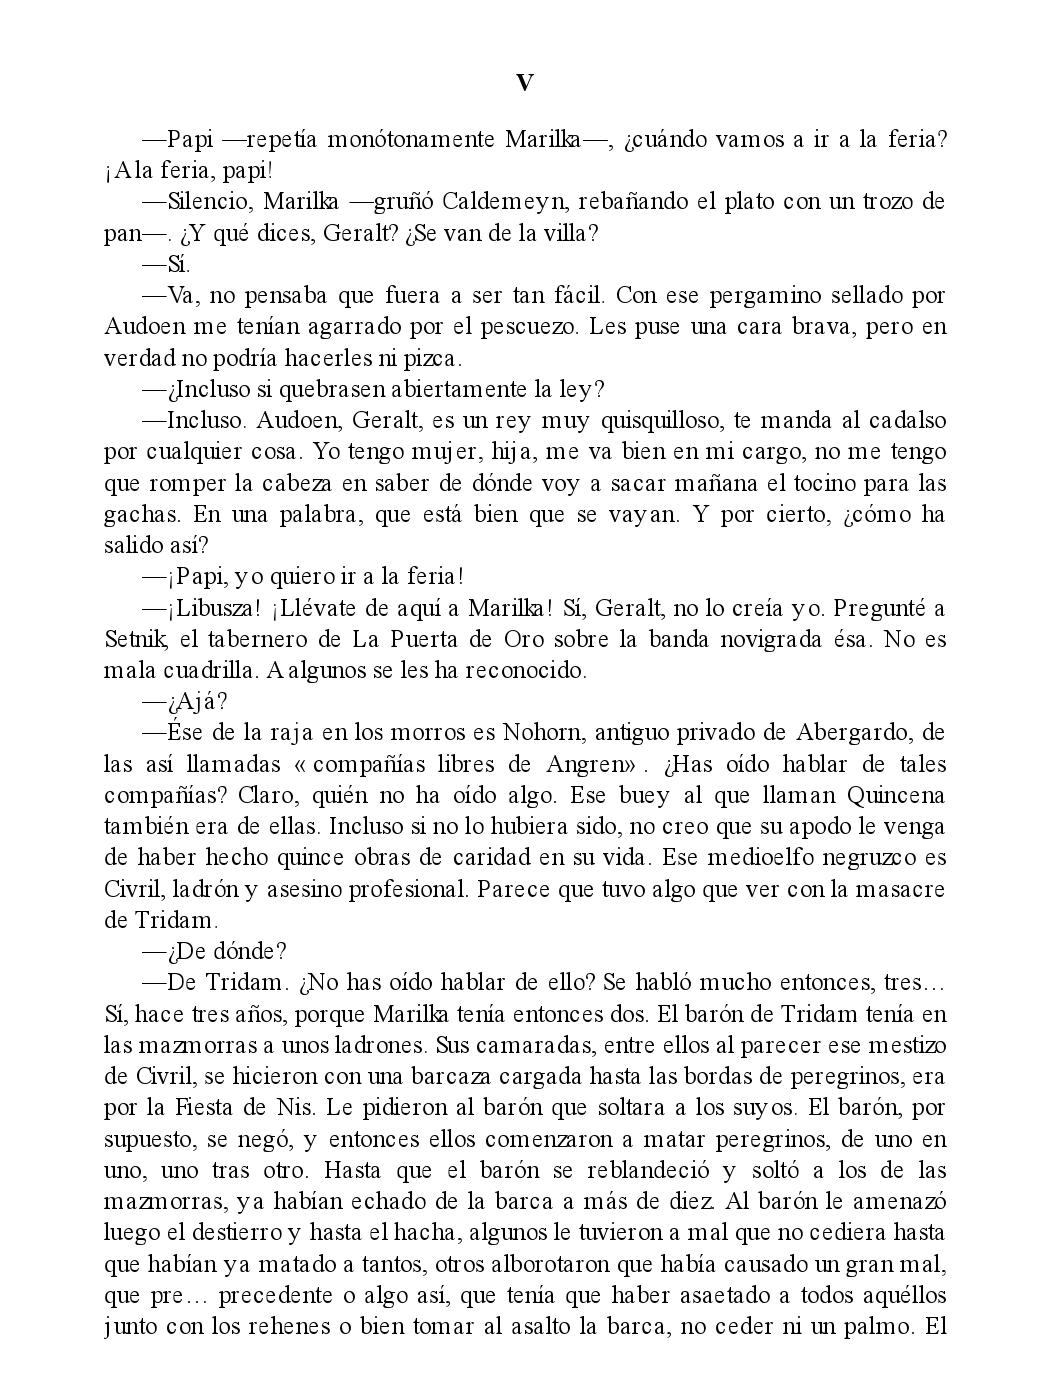 V
—Papi —repetía monótonamente Marilka—, ¿cuándo vamos a ir a la feria?
¡A la feria, papi!
—Silencio, Marilka —gruñó Caldemeyn, rebañando el plato con un trozo de
pan—. ¿Y qué dices, Geralt? ¿Se van de la villa?
—Sí.
—Va, no pensaba que fuera a ser tan fácil. Con ese pergamino sellado por
Audoen me tenían agarrado por el pescuezo. Les puse una cara brava, pero en
verdad no podría hacerles ni pizca.
—¿Incluso si quebrasen abiertamente la ley?
—Incluso. Audoen, Geralt, es un rey muy quisquilloso, te manda al cadalso
por cualquier cosa. Yo tengo mujer, hija, me va bien en mi cargo, no me tengo
que romper la cabeza en saber de dónde voy a sacar mañana el tocino para las
gachas. En una palabra, que está bien que se vayan. Y por cierto, ¿cómo ha
salido así?
—¡Papi, yo quiero ir a la feria!
—¡Libusza! ¡Llévate de aquí a Marilka! Sí, Geralt, no lo creía yo. Pregunté a
Setnik, el tabernero de La Puerta de Oro sobre la banda novigrada ésa. No es
mala cuadrilla. A algunos se les ha reconocido.
—¿Ajá?
—Ése de la raja en los morros es Nohorn, antiguo privado de Abergardo, de
las así llamadas «compañías libres de Angren». ¿Has oído hablar de tales
compañías? Claro, quién no ha oído algo. Ese buey al que llaman Quincena
también era de ellas. Incluso si no lo hubiera sido, no creo que su apodo le venga
de haber hecho quince obras de caridad en su vida. Ese medioelfo negruzco es
Civril, ladrón y asesino profesional. Parece que tuvo algo que ver con la masacre
de Tridam.
—¿De dónde?
—De Tridam. ¿No has oído hablar de ello? Se habló mucho entonces, tres…
Sí, hace tres años, porque Marilka tenía entonces dos. El barón de Tridam tenía en
las mazmorras a unos ladrones. Sus camaradas, entre ellos al parecer ese mestizo
de Civril, se hicieron con una barcaza cargada hasta las bordas de peregrinos, era
por la Fiesta de Nis. Le pidieron al barón que soltara a los suyos. El barón, por
supuesto, se negó, y entonces ellos comenzaron a matar peregrinos, de uno en
uno, uno tras otro. Hasta que el barón se reblandeció y soltó a los de las
mazmorras, ya habían echado de la barca a más de diez. Al barón le amenazó
luego el destierro y hasta el hacha, algunos le tuvieron a mal que no cediera hasta
que habían ya matado a tantos, otros alborotaron que había causado un gran mal,
que pre… precedente o algo así, que tenía que haber asaetado a todos aquéllos
junto con los rehenes o bien tomar al asalto la barca, no ceder ni un palmo. El